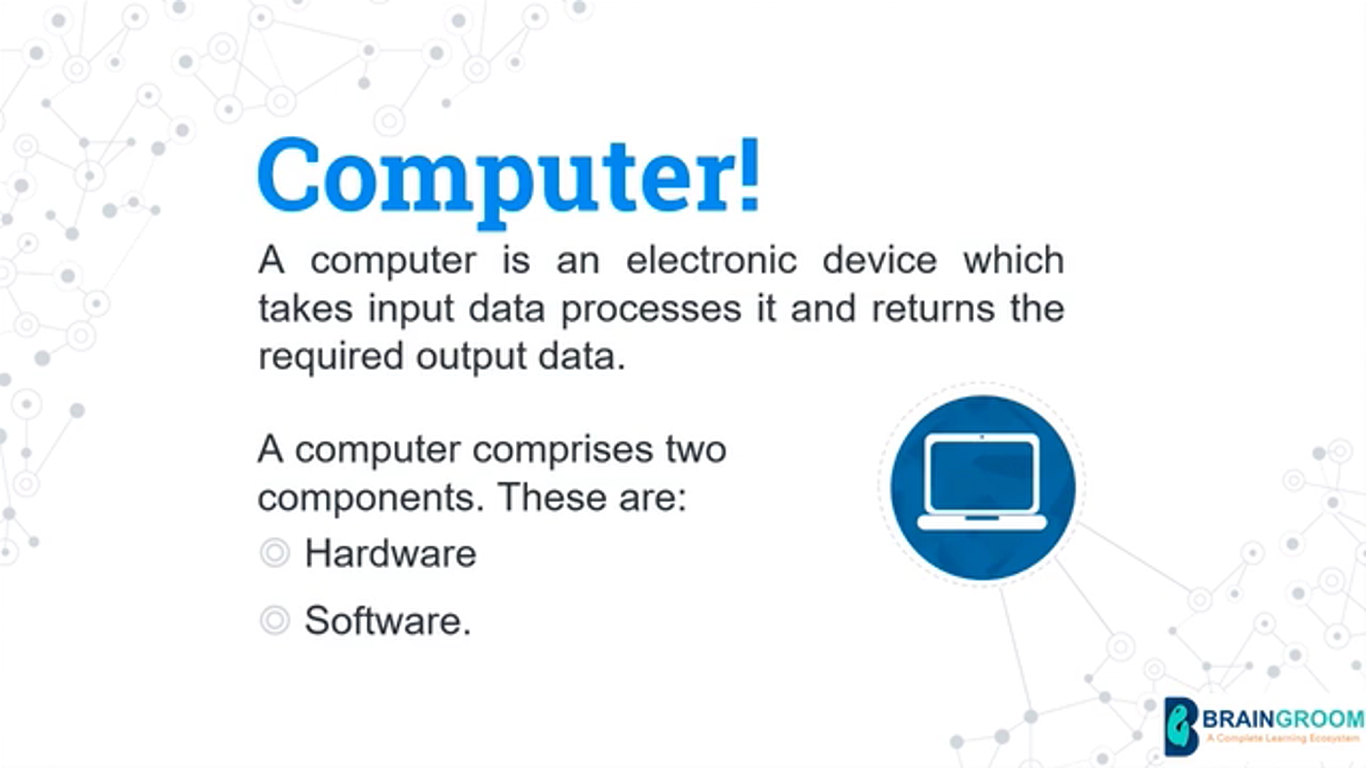 Computer!
A computer is an electronic device which
takes input data processes it and returns the
required output data.
A computer comprises two
components. These are:
Hardware
Software.
BRAINGROOM
A Complete Learning Ecosystem